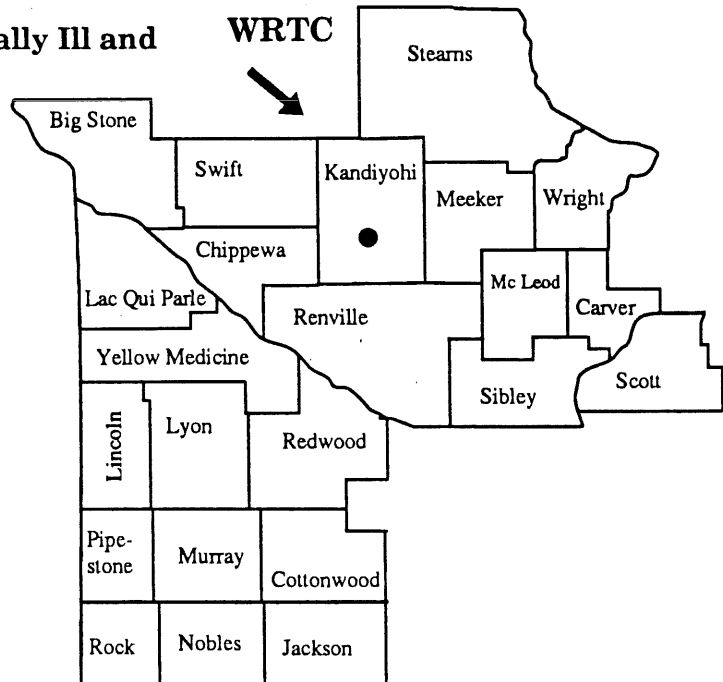 ally Ill and
WRTC
Stearns
Big Stone
Swift
Kandiyohi
Meeker
Wright
Chippewa
Mc Leod
Lac Qui Parle
Renville
Carver
Yellow Medicine
Scott
Sibley
Lincoln
Lyon
Redwood
Pipe-
stone
Murray
Cottonwood
Rock
Nobles
Jackson